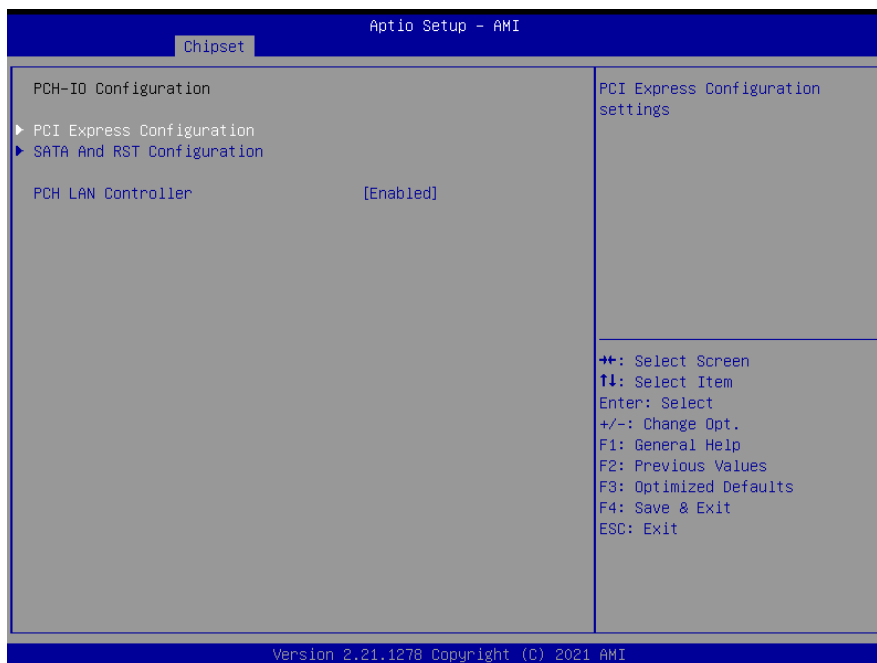 Aptio Setup - AMI
Chipset
PCH-IO Configuration
PCI Express Configuration
SATA And RST Configuration
PCH LAN Controller [Enabled]
PCI Express Configuration
settings
→←: Select Screen
↑↓: Select Item
Enter: Select
+/-: Change Opt.
F1: General Help
F2: Previous Values
F3: Optimized Defaults
F4: Save & Exit
ESC: Exit
Version 2.21.1278 Copyright (C) 2021 AMI